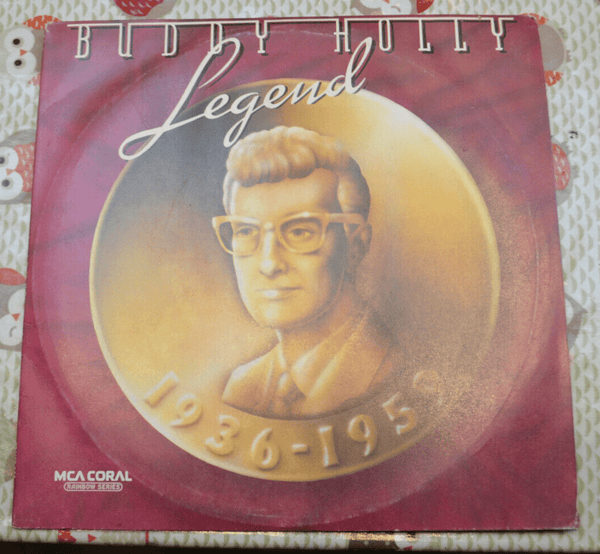 BUDDY HOLLY
Legend
1936-1959
MCA CORAL
RAINBOW SERIES